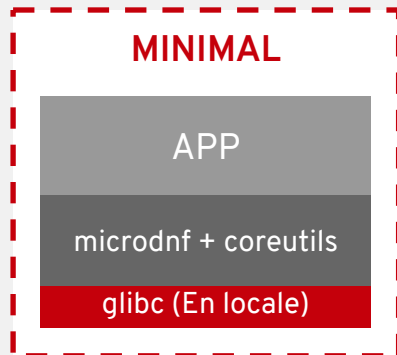 MINIMAL
APP
microdnf + coreutils
glibc (En locale)